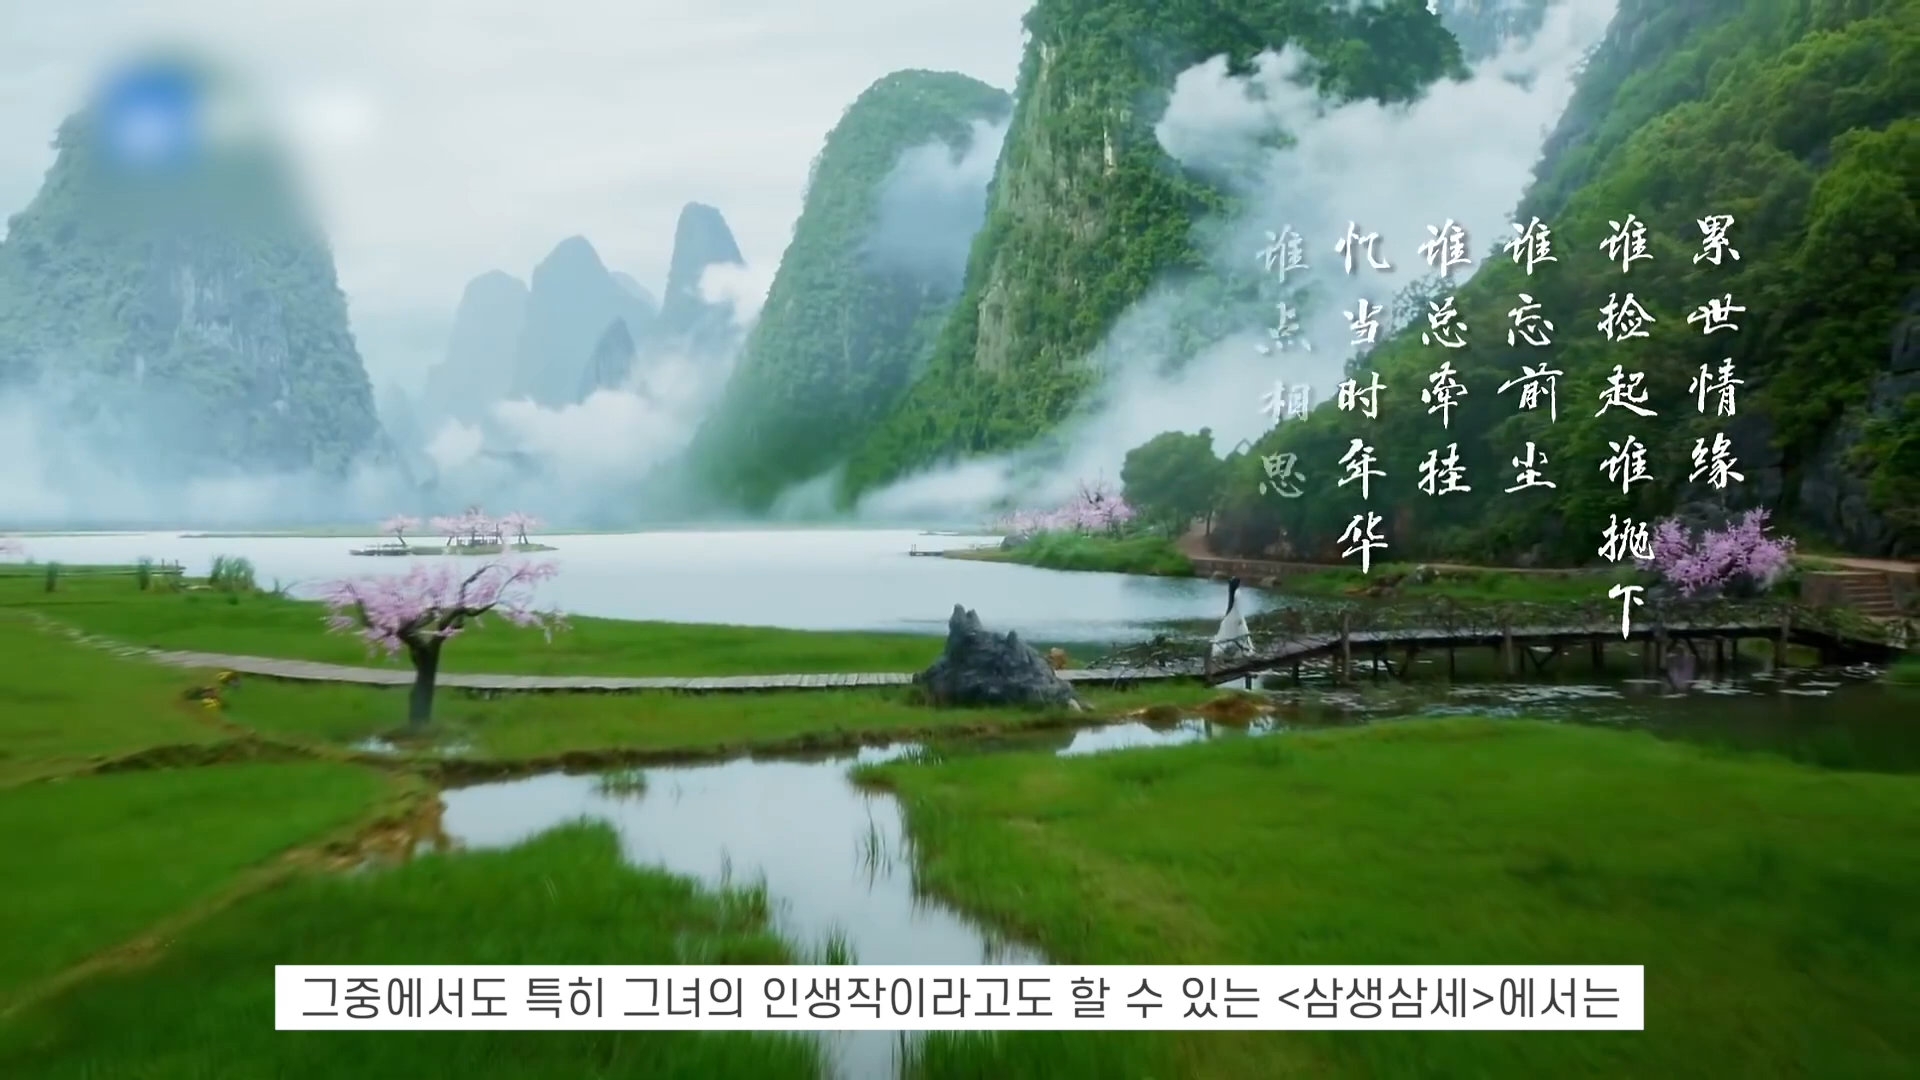 累世情缘
谁捡起谁抛下
谁忘前尘
谁总牵挂
忆当时年华
谁点相思
그중에서도 특히 그녀의 인생작이라고도 할 수 있는 <삼생삼세>에서는